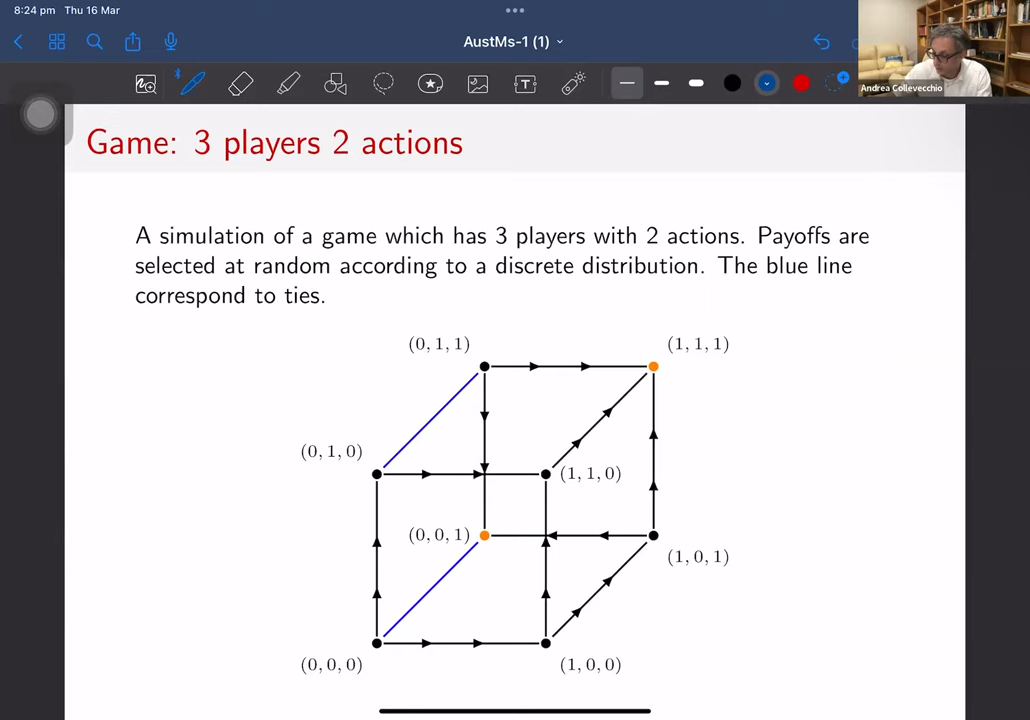 8:24 pm Thu 16 Mar
AustMs-1 (1)
Andrea Collevecchio
Game: 3 players 2 actions
A simulation of a game which has 3 players with 2 actions. Payoffs are
selected at random according to a discrete distribution. The blue line
correspond to ties.
(0, 1, 1)
(1, 1, 1)
(0, 1, 0)
(1, 1, 0)
(0, 0, 1)
(1, 0, 1)
(0, 0, 0)
(1, 0, 0)